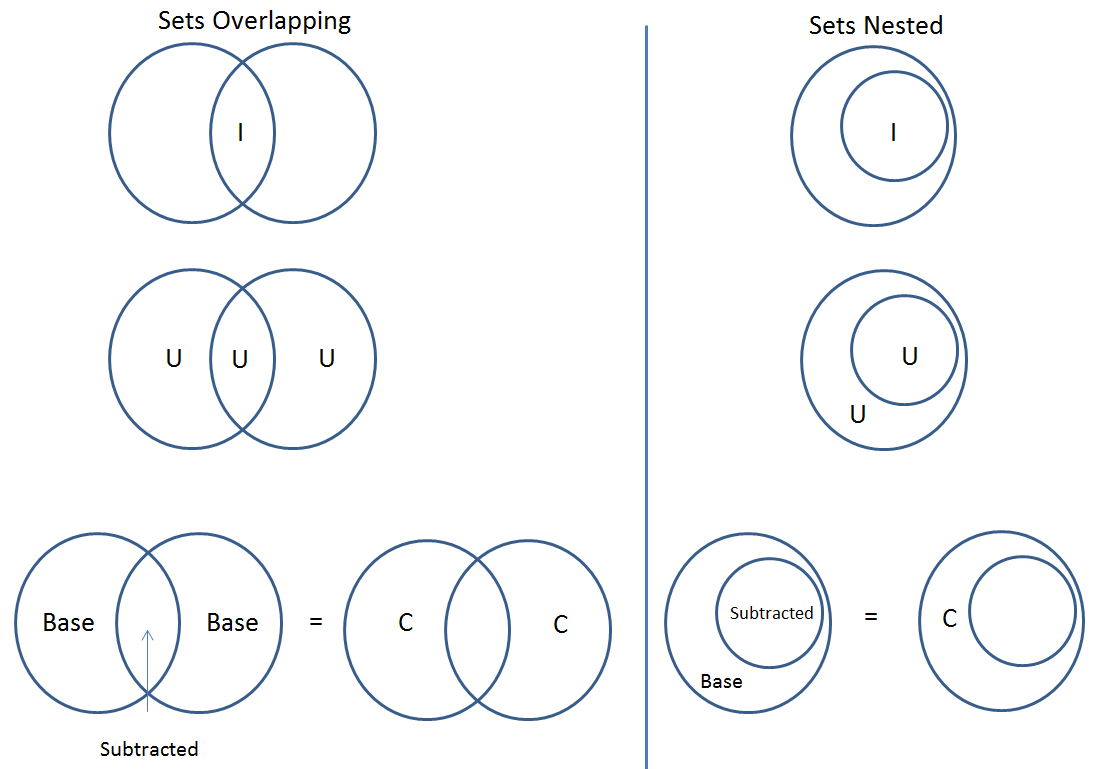 Sets Overlapping
Sets Nested
I
I
U U U
U
U
Base Base = C C
Subtracted
Subtracted = C
Base